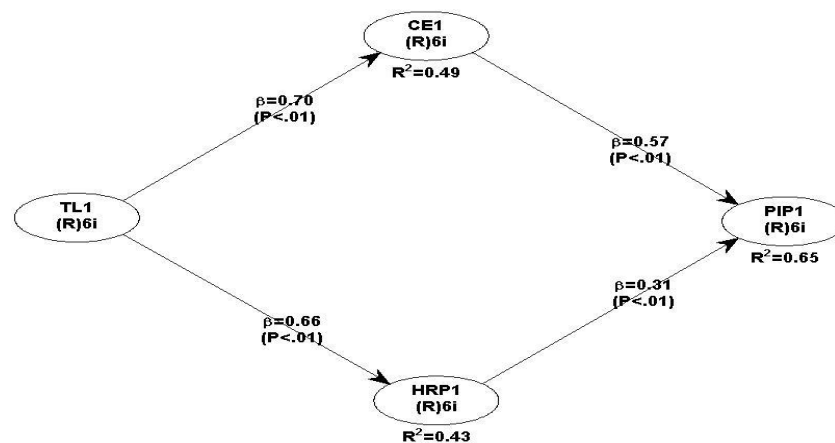 CE1
(R)6i
R²=0.49
β=0.70
(P<.01)
β=0.57
(P<.01)
TL1
(R)6i
PIP1
(R)6i
R²=0.65
β=0.66
(P<.01)
β=0.31
(P<.01)
HRP1
(R)6i
R²=0.43